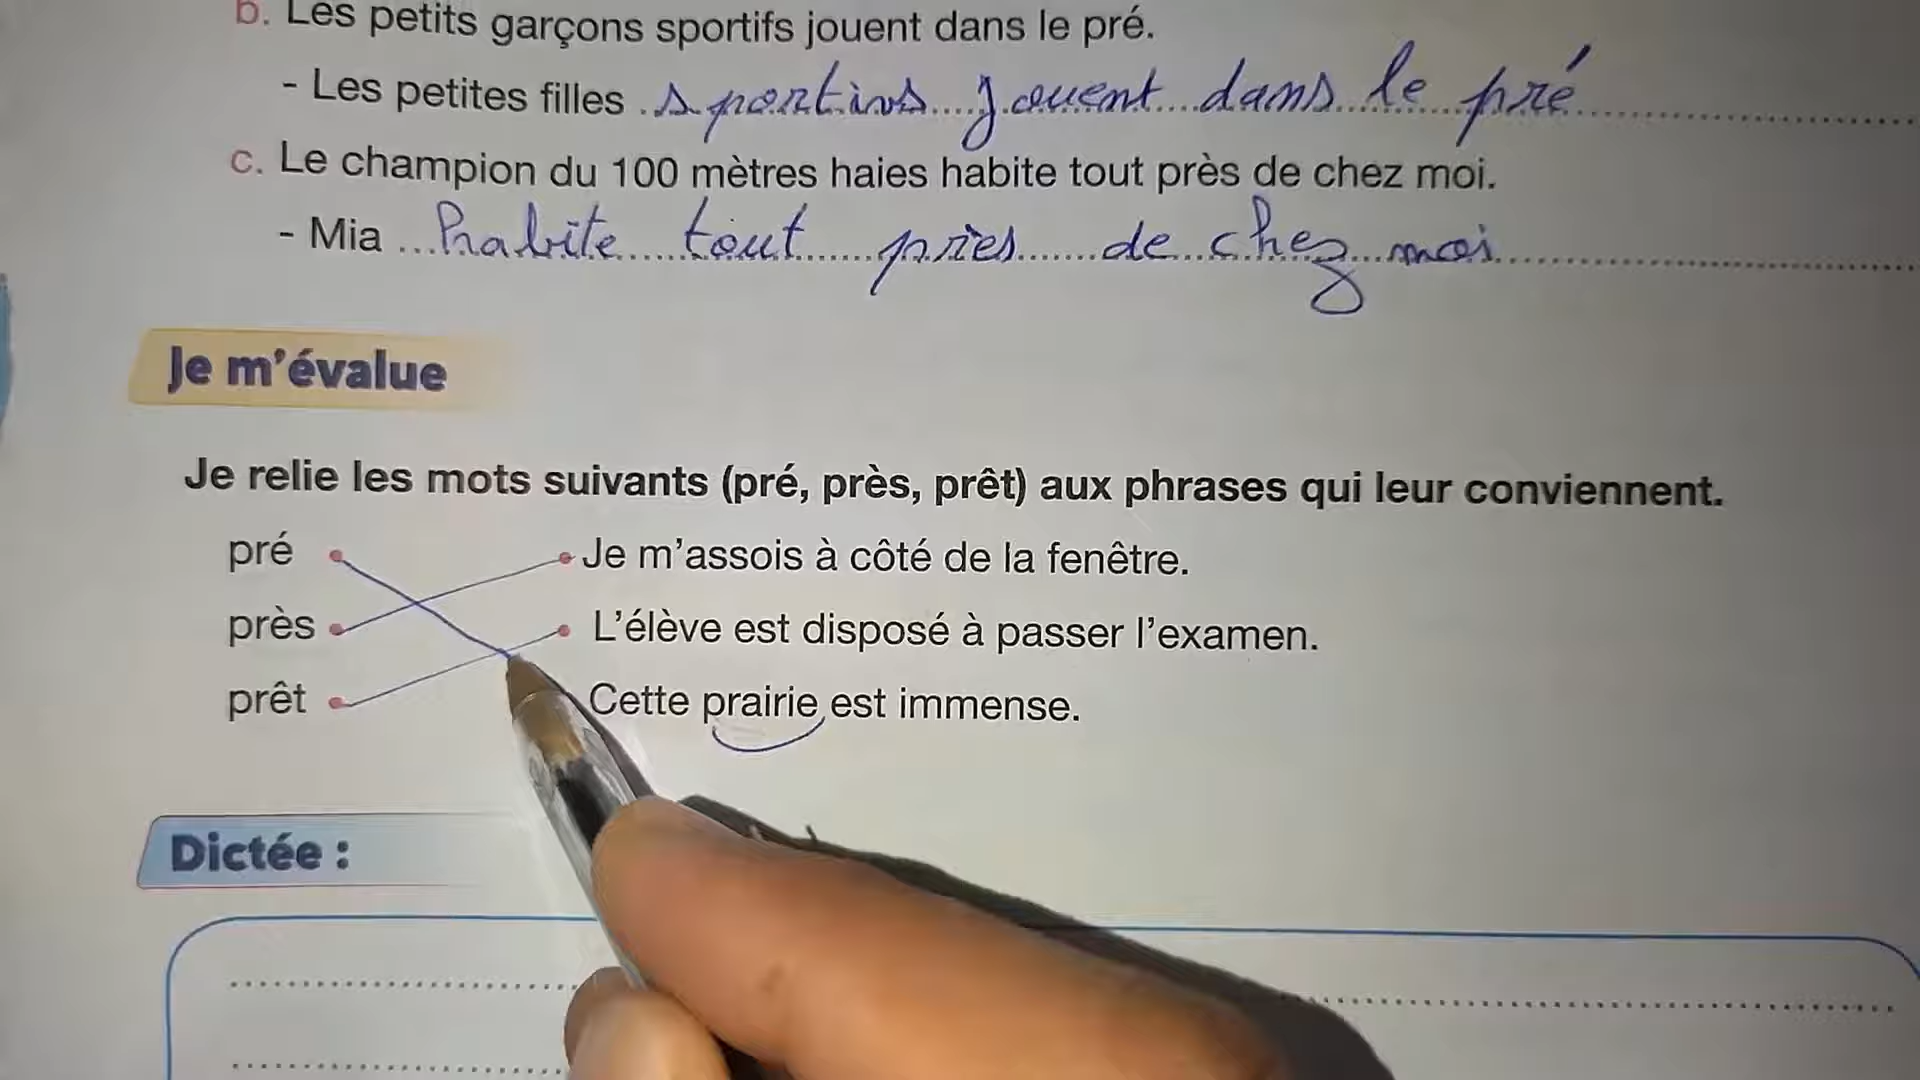 b. Les petits garçons sportifs jouent dans le pré.
- Les petites filles sportivs jouent dans le pré
c. Le champion du 100 mètres haies habite tout près de chez moi.
- Mia habite tout près de chez moi
Je m'évalue
Je relie les mots suivants (pré, près, prêt) aux phrases qui leur conviennent.
pré Je m'assois à côté de la fenêtre.
près L'élève est disposé à passer l'examen.
prêt Cette prairie est immense.
Dictée :